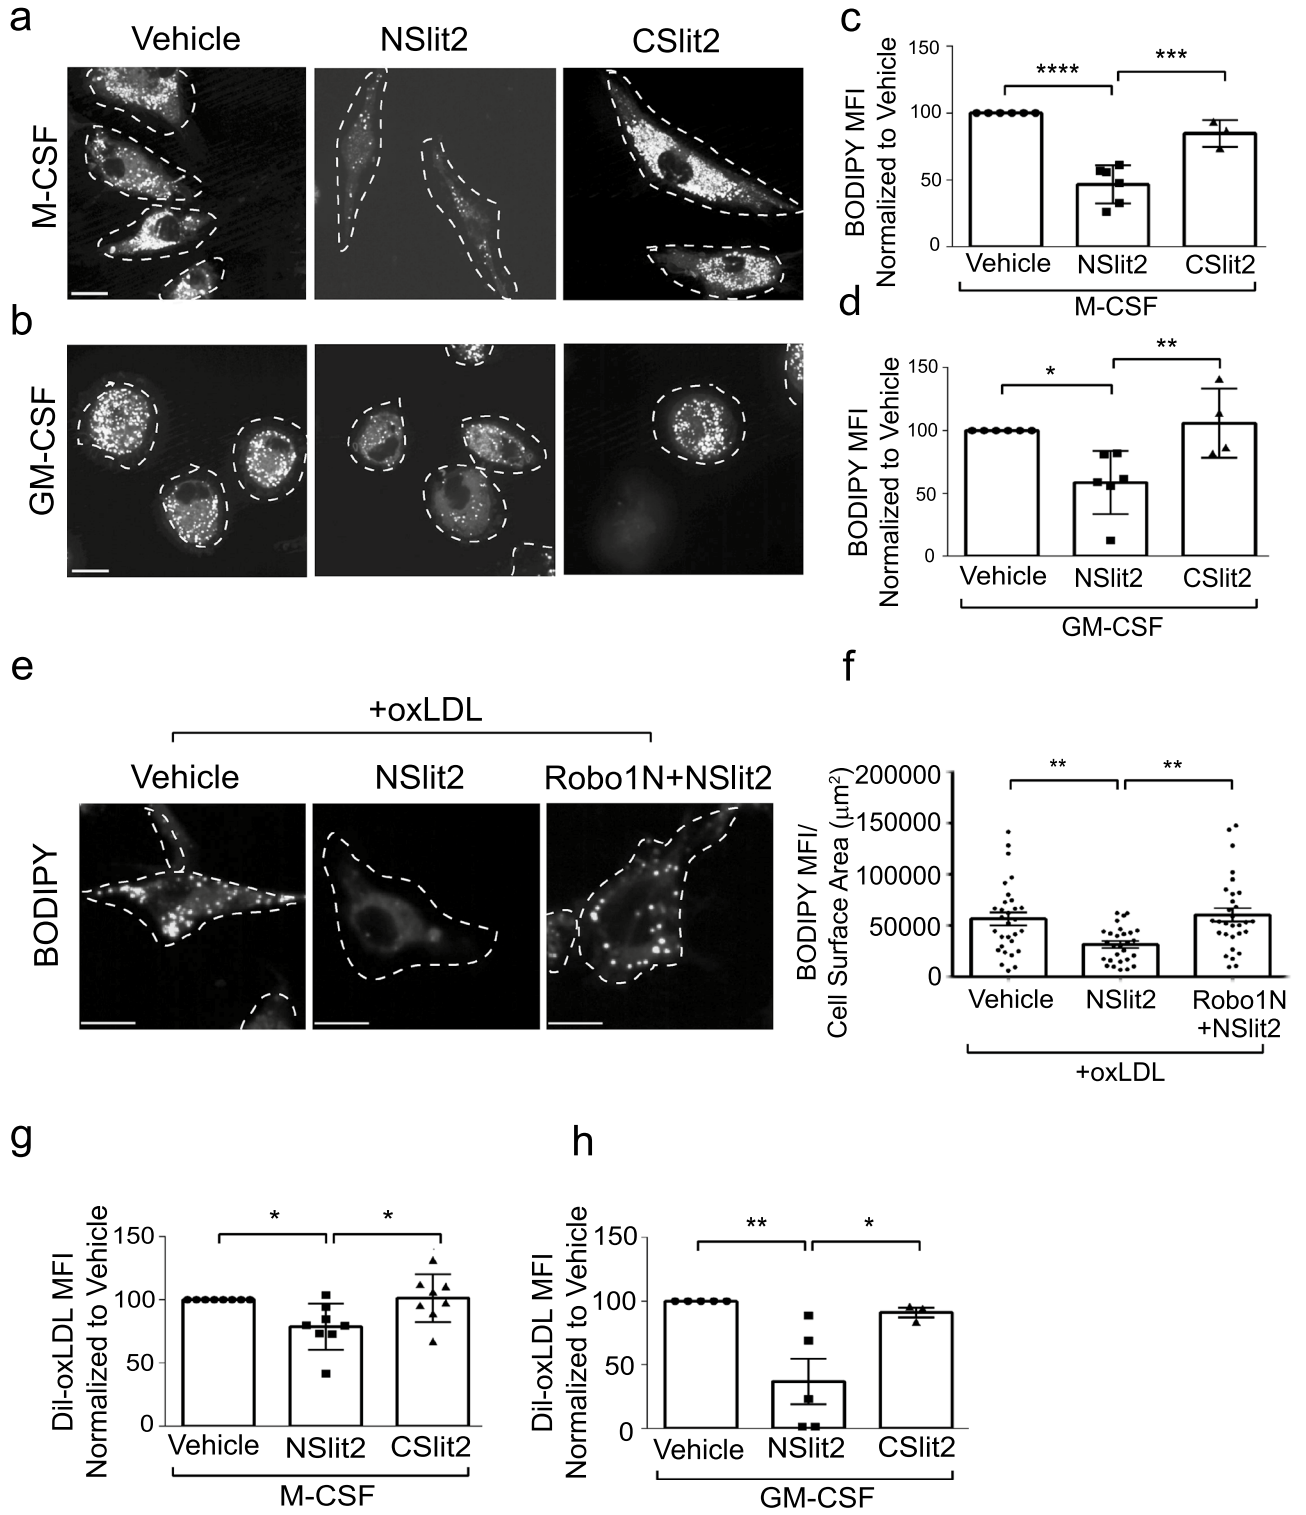 a
Vehicle
NSlit2
CSlit2
M-CSF
b
GM-CSF
c
BODIPY MFI
Normalized to Vehicle
150
100
50
0
****
***
Vehicle
NSlit2
CSlit2
M-CSF
d
BODIPY MFI
Normalized to Vehicle
150
100
50
0
*
**
Vehicle
NSlit2
CSlit2
GM-CSF
e
+oxLDL
Vehicle
NSlit2
Robo1N+NSlit2
BODIPY
f
BODIPY MFI/
Cell Surface Area (μm²)
200000
150000
100000
50000
0
**
**
Vehicle
NSlit2
Robo1N
+NSlit2
+oxLDL
g
Dil-oxLDL MFI
Normalized to Vehicle
150
100
50
0
*
*
Vehicle
NSlit2
CSlit2
M-CSF
h
Dil-oxLDL MFI
Normalized to Vehicle
150
100
50
0
**
*
Vehicle
NSlit2
CSlit2
GM-CSF